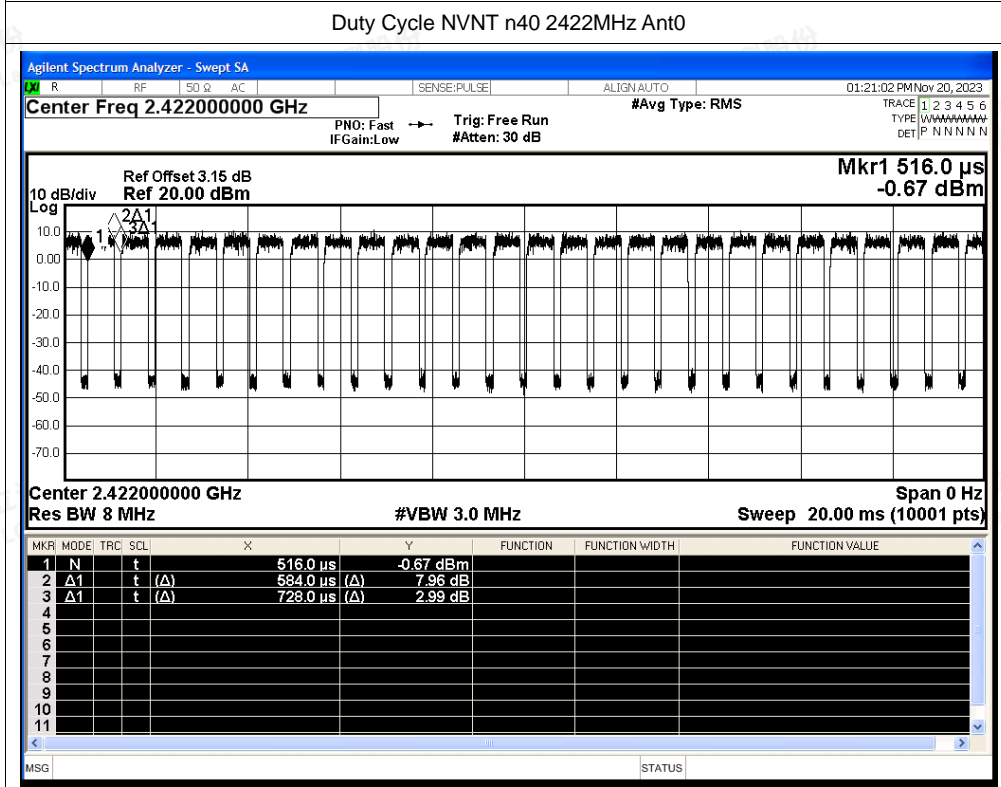 Duty Cycle NVNT n40 2422MHz Ant0
Agilent Spectrum Analyzer - Swept SA
LXI R RF 50 Ω AC SENSE:PULSE ALIGN AUTO 01:21:02 PM Nov 20, 2023
Center Freq 2.422000000 GHz #Avg Type: RMS TRACE 1 2 3 4 5 6
PNO: Fast Trig: Free Run TYPE W
IFGain:Low #Atten: 30 dB DET P N N N N N
Mkr1 516.0 µs
Ref Offset 3.15 dB
10 dB/div Ref 20.00 dBm -0.67 dBm
Log
2Δ1
3Δ1
1
10.0
0.00
-10.0
-20.0
-30.0
-40.0
-50.0
-60.0
-70.0
Center 2.422000000 GHz Span 0 Hz
Res BW 8 MHz #VBW 3.0 MHz Sweep 20.00 ms (10001 pts)
MKR MODE TRC SCL X Y FUNCTION FUNCTION WIDTH FUNCTION VALUE
1 N t 516.0 µs -0.67 dBm
2 Δ1 t (Δ) 584.0 µs (Δ) 7.96 dB
3 Δ1 t (Δ) 728.0 µs (Δ) 2.99 dB
4
5
6
7
8
9
10
11
MSG STATUS